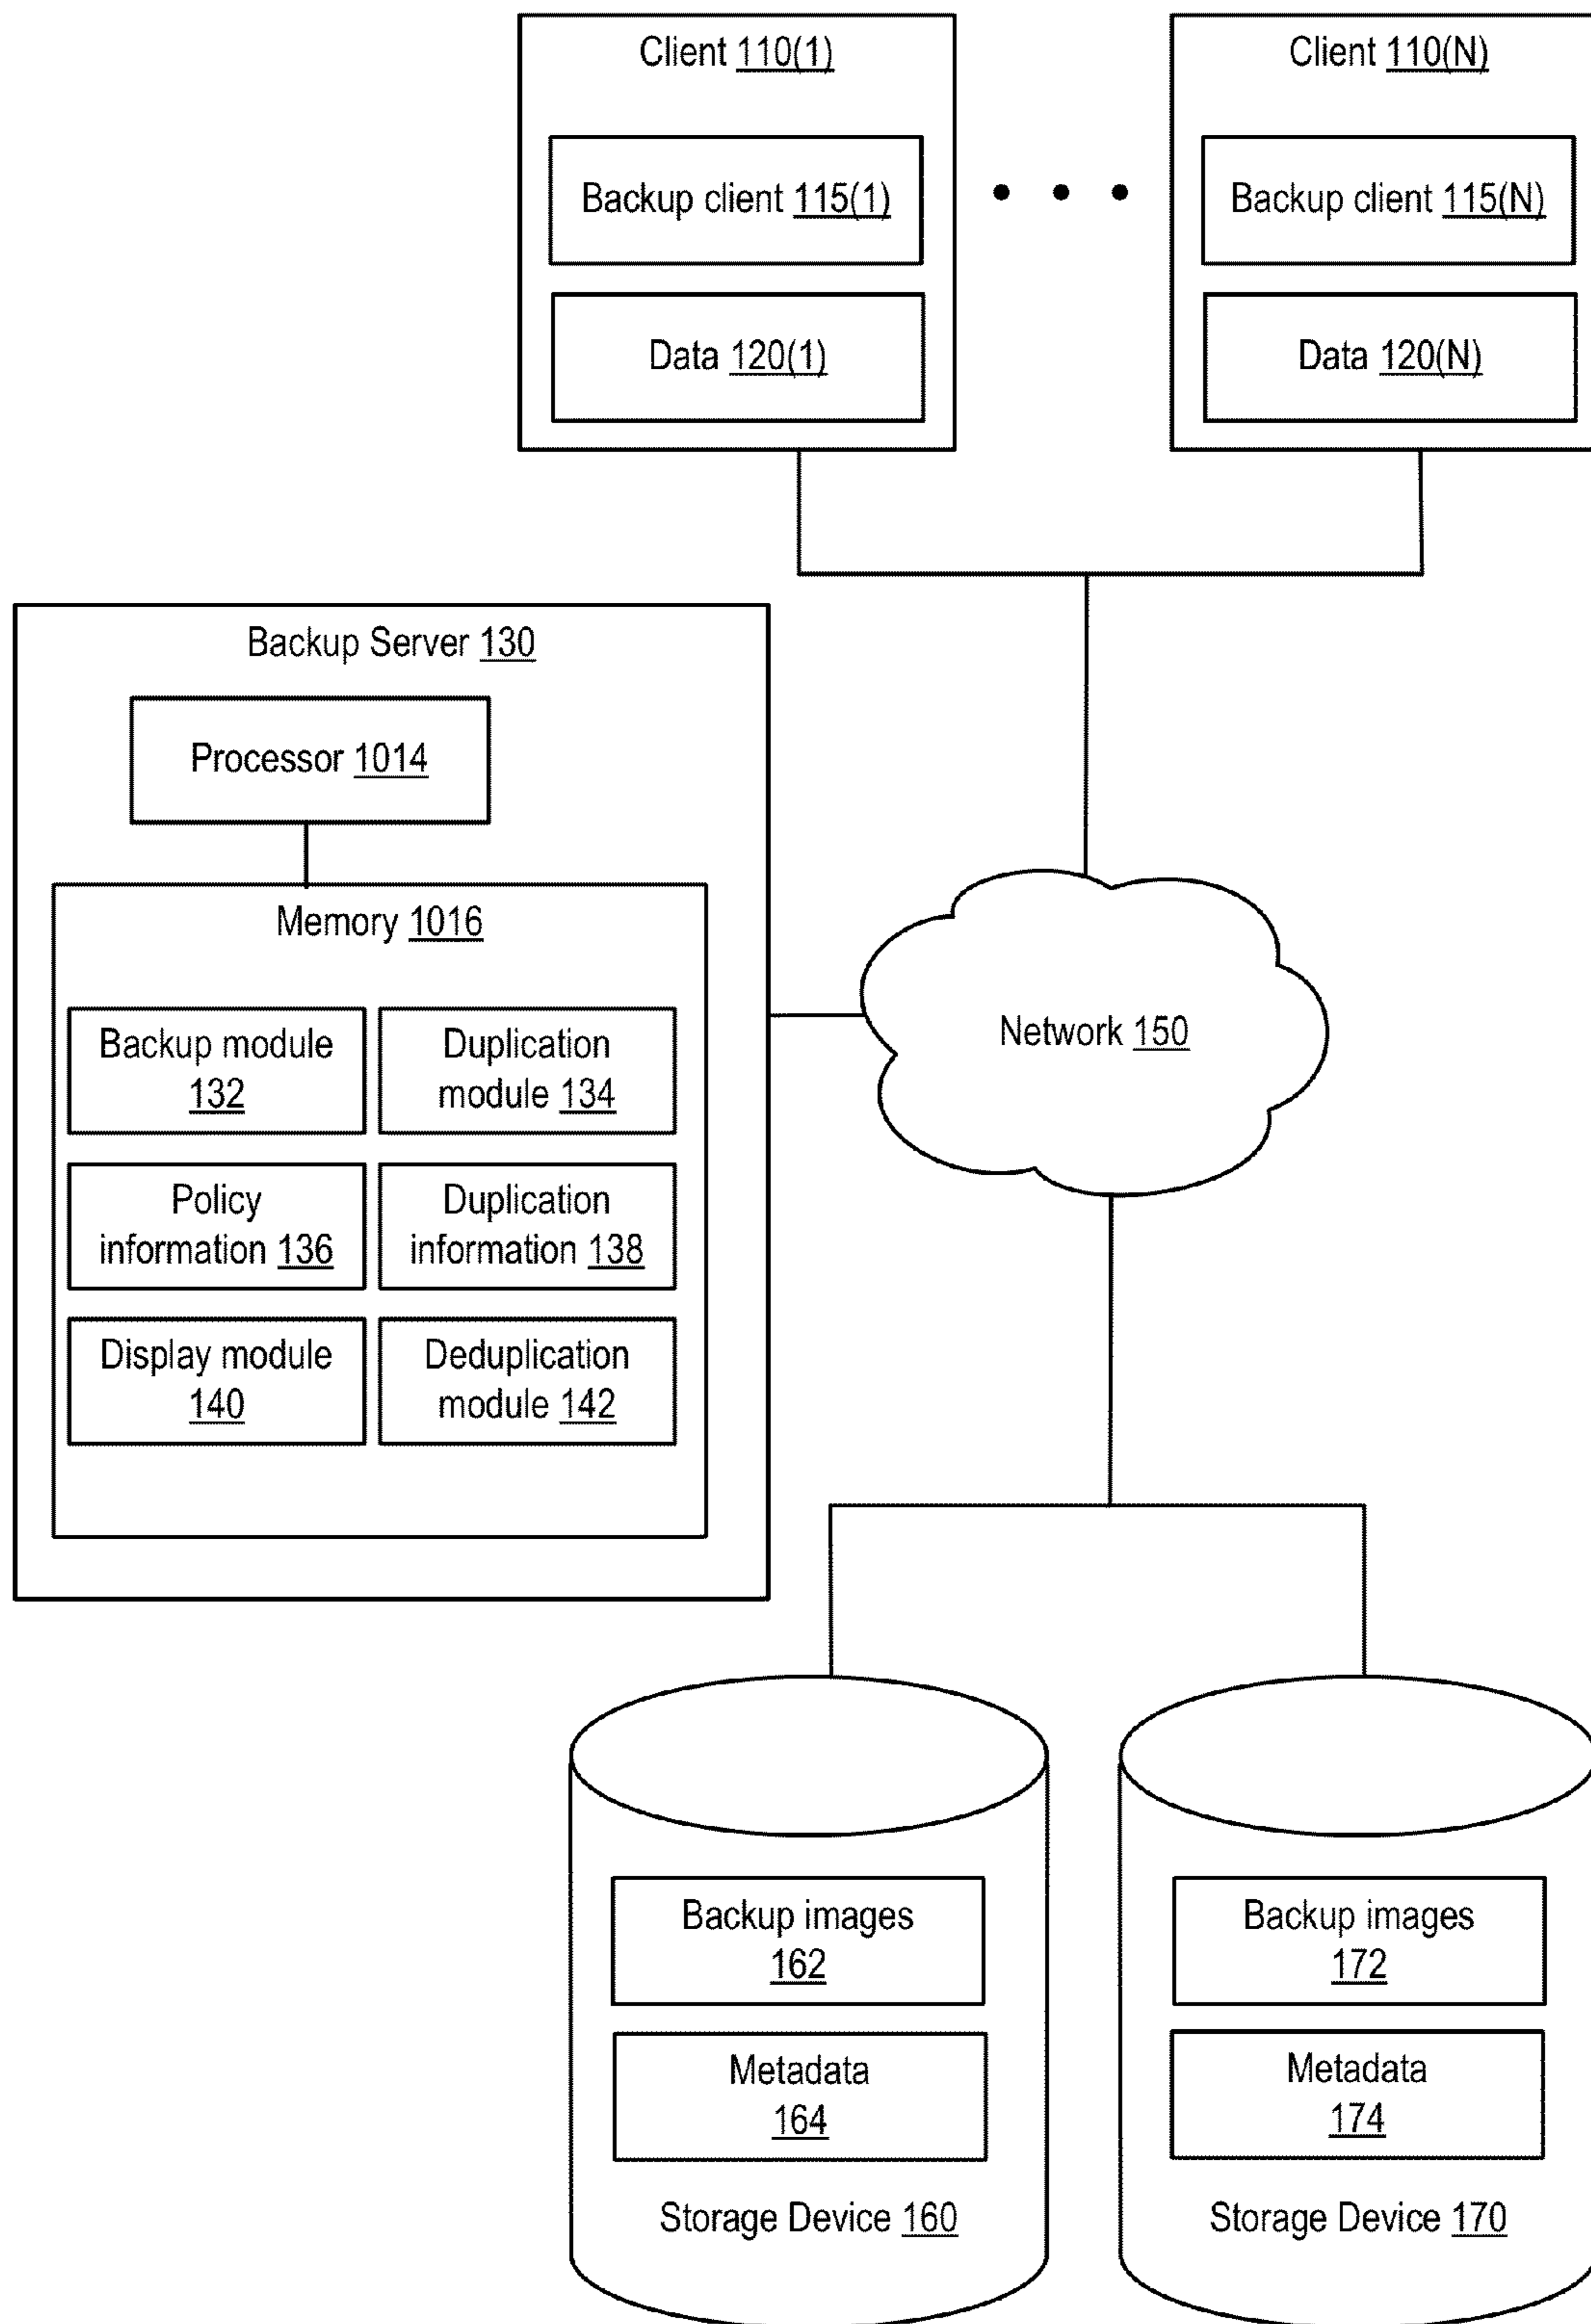 Client 110(1)
Backup client 115(1)
Data 120(1)
Client 110(N)
Backup client 115(N)
Data 120(N)
Backup Server 130
Processor 1014
Memory 1016
Backup module
132
Duplication
module 134
Policy
information 136
Duplication
information 138
Display module
140
Deduplication
module 142
Network 150
Backup images
162
Metadata
164
Storage Device 160
Backup images
172
Metadata
174
Storage Device 170